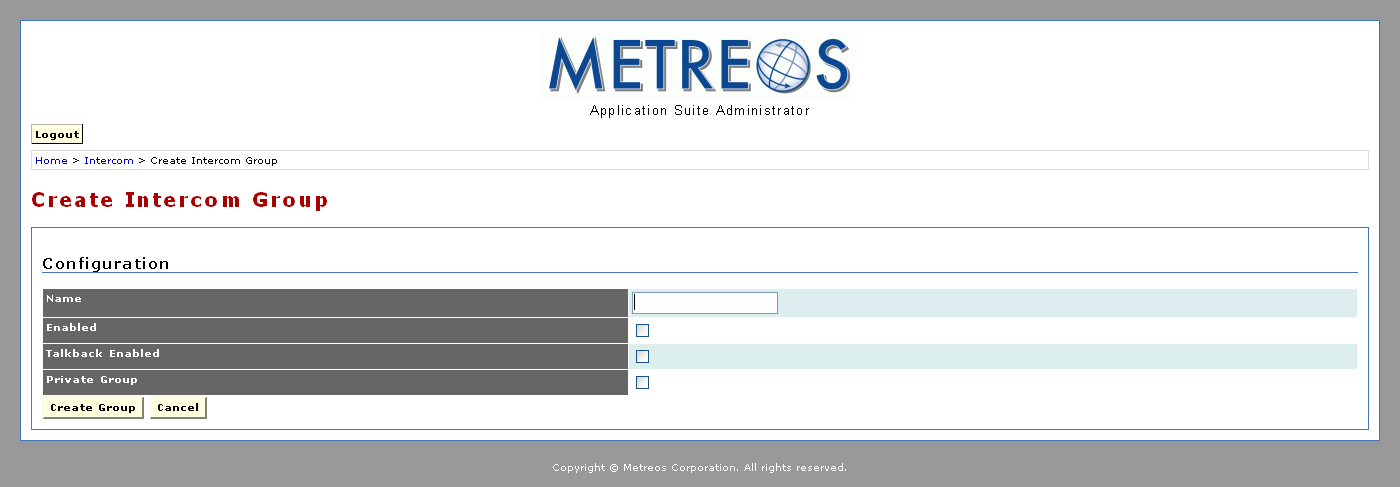 METREOS
Application Suite Administrator
Logout
Home > Intercom > Create Intercom Group
Create Intercom Group
Configuration
Name
Enabled
Talkback Enabled
Private Group
Create Group Cancel
Copyright © Metreos Corporation. All rights reserved.